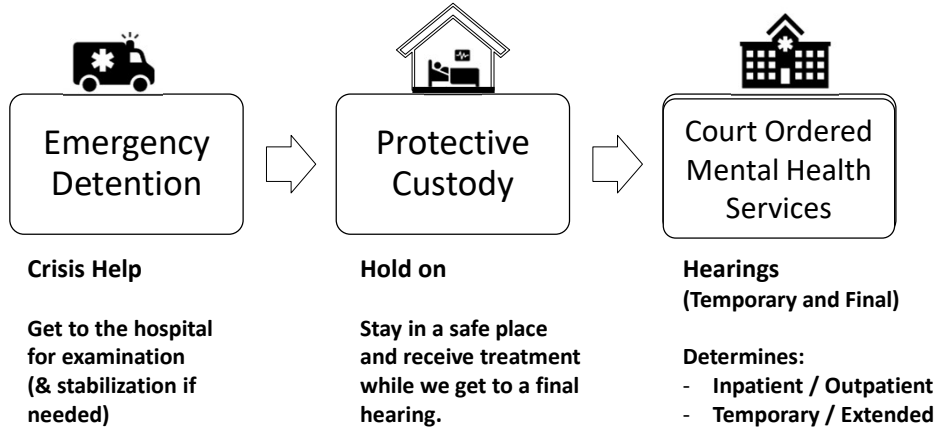 Emergency
Detention
Protective
Custody
Court Ordered
Mental Health
Services
Crisis Help
Get to the hospital
for examination
(& stabilization if
needed)
Hold on
Stay in a safe place
and receive treatment
while we get to a final
hearing.
Hearings
(Temporary and Final)
Determines:
- Inpatient / Outpatient
- Temporary / Extended